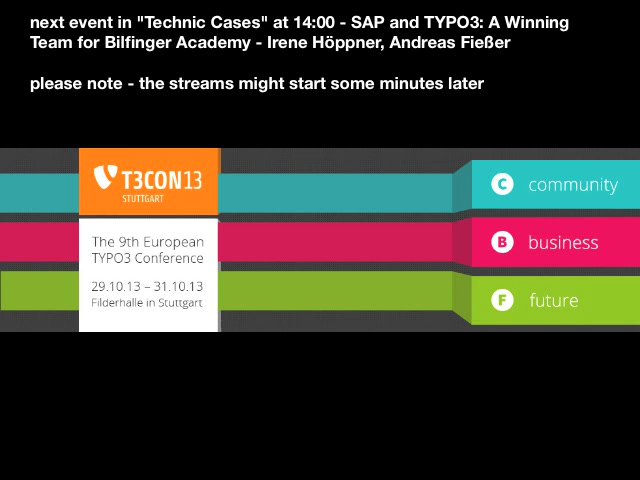 next event in "Technic Cases" at 14:00 - SAP and TYPO3: A Winning
Team for Bilfinger Academy - Irene Höppner, Andreas Fießer
please note - the streams might start some minutes later
T3CON13
STUTTGART
The 9th European
TYPO3 Conference
29.10.13 – 31.10.13
Filderhalle in Stuttgart
C community
B business
F future